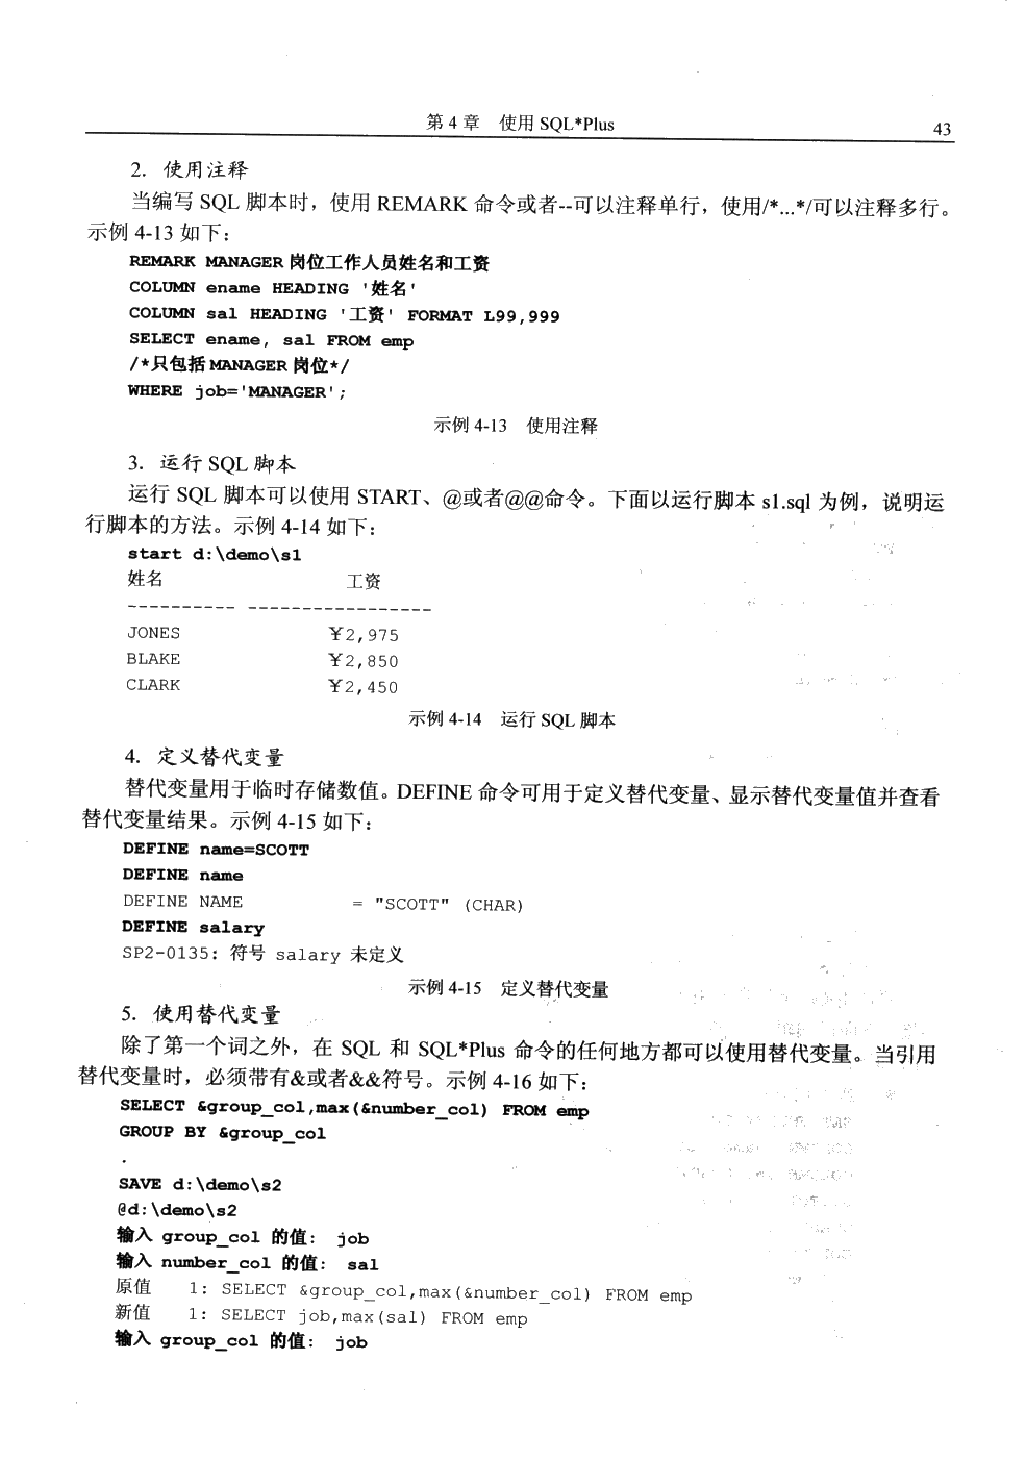 第 4 章　使用 SQL*Plus
43
2. 使用注释
当编写 SQL 脚本时，使用 REMARK 命令或者--可以注释单行，使用/*...*/可以注释多行。
示例 4-13 如下：
REMARK MANAGER 岗位工作人员姓名和工资
COLUMN ename HEADING '姓名'
COLUMN sal HEADING '工资' FORMAT L99,999
SELECT ename, sal FROM emp
/*只包括 MANAGER 岗位*/
WHERE job='MANAGER';
示例 4-13　使用注释
3. 运行 SQL 脚本
运行 SQL 脚本可以使用 START、@或者@@命令。下面以运行脚本 s1.sql 为例，说明运
行脚本的方法。示例 4-14 如下：
start d:\demo\s1
姓名　　　　　　　　工资
---------- -----------------
JONES　　　　　　　￥2,975
BLAKE　　　　　　　￥2,850
CLARK　　　　　　　￥2,450
示例 4-14　运行 SQL 脚本
4. 定义替代变量
替代变量用于临时存储数值。DEFINE 命令可用于定义替代变量、显示替代变量值并查看
替代变量结果。示例 4-15 如下：
DEFINE name=SCOTT
DEFINE name
DEFINE NAME　　　　　= "SCOTT" (CHAR)
DEFINE salary
SP2-0135: 符号 salary 未定义
示例 4-15　定义替代变量
5. 使用替代变量
除了第一个词之外，在 SQL 和 SQL*Plus 命令的任何地方都可以使用替代变量。当引用
替代变量时，必须带有&或者&&符号。示例 4-16 如下：
SELECT &group_col,max(&number_col) FROM emp
GROUP BY &group_col
.
SAVE d:\demo\s2
@d:\demo\s2
输入 group_col 的值： job
输入 number_col 的值： sal
原值　1: SELECT &group_col,max(&number_col) FROM emp
新值　1: SELECT job,max(sal) FROM emp
输入 group_col 的值： job